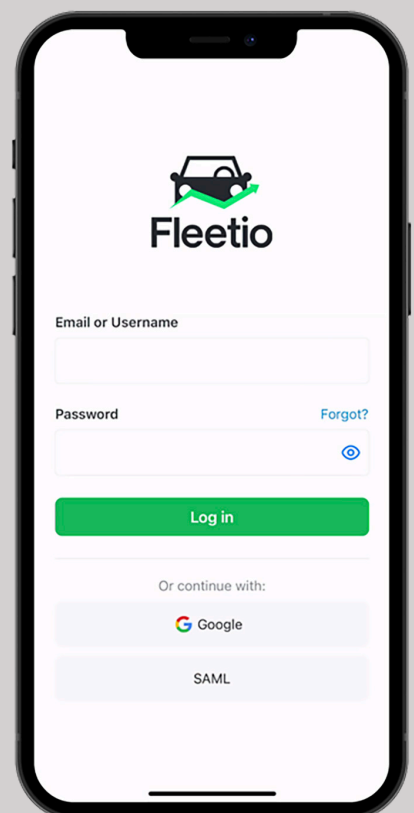 Fleetio
Email or Username
Password Forgot?
Log in
Or continue with:
Google
SAML